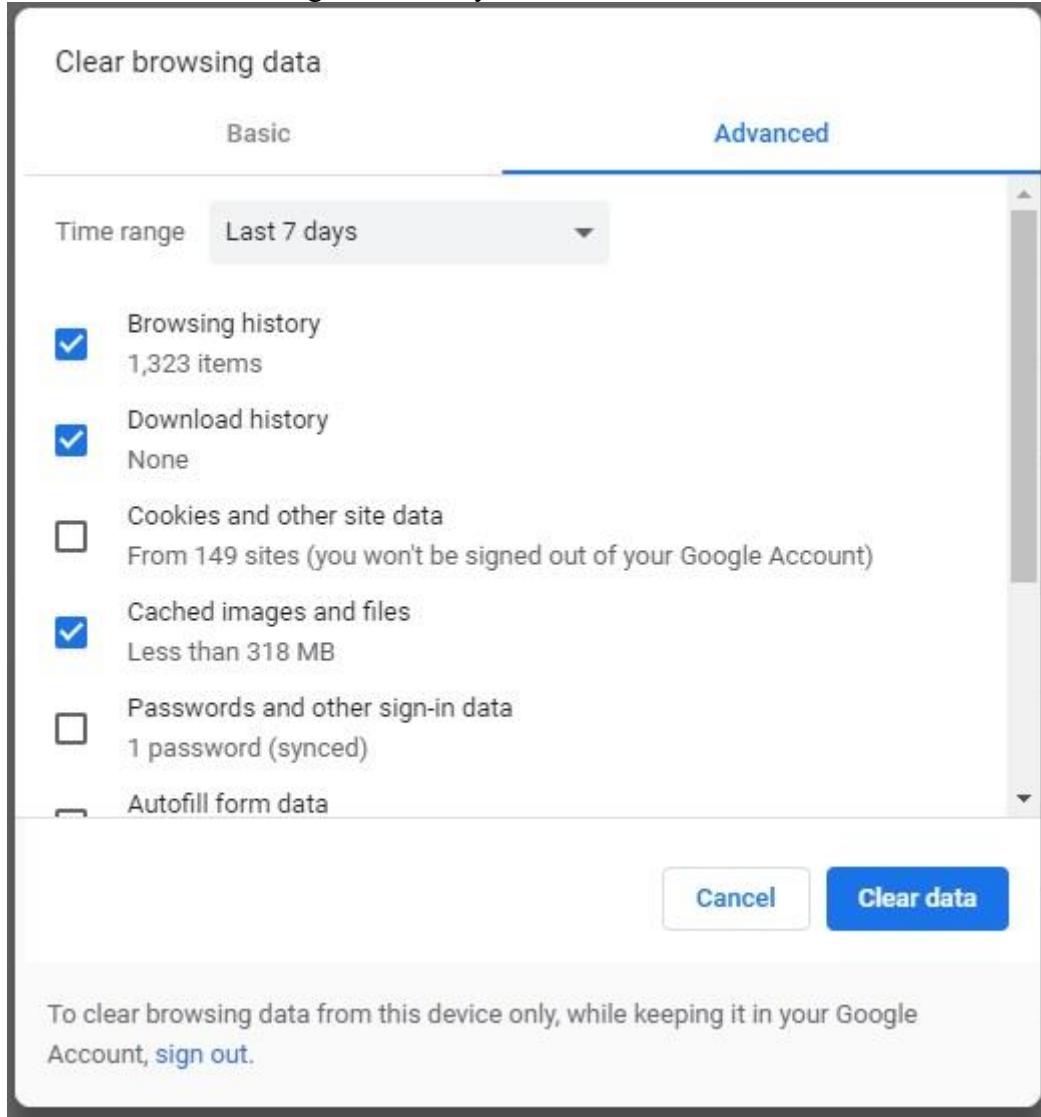 Clear browsing data
Basic
Advanced
Time range
Last 7 days
Browsing history
1,323 items
Download history
None
Cookies and other site data
From 149 sites (you won't be signed out of your Google Account)
Cached images and files
Less than 318 MB
Passwords and other sign-in data
1 password (synced)
Autofill form data
Cancel
Clear data
To clear browsing data from this device only, while keeping it in your Google
Account, sign out.